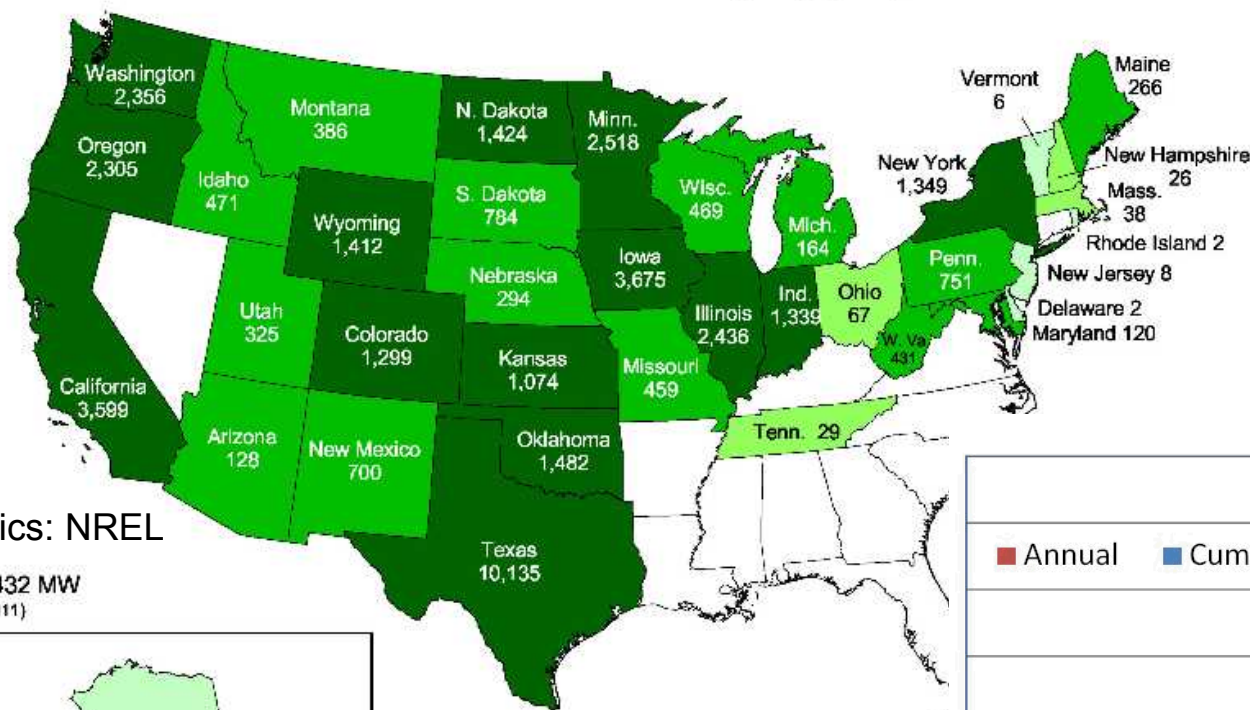 Washington
2,356
Oregon
2,305
California
3,599
Idaho
471
Montana
386
Wyoming
1,412
Utah
325
Colorado
1,299
Arizona
128
New Mexico
700
N. Dakota
1,424
S. Dakota
784
Nebraska
294
Kansas
1,074
Oklahoma
1,482
Texas
10,135
Minn.
2,518
Iowa
3,675
Missouri
459
Wisc.
469
Illinois
2,436
Mich.
164
Ind.
1,339
Ohio
67
W. Va
431
Tenn. 29
Penn.
751
New York
1,349
Vermont
6
Maine
266
New Hampshire
26
Mass.
38
Rhode Island 2
New Jersey 8
Delaware 2
Maryland 120
ics: NREL
432 MW
11)
Annual
Cum